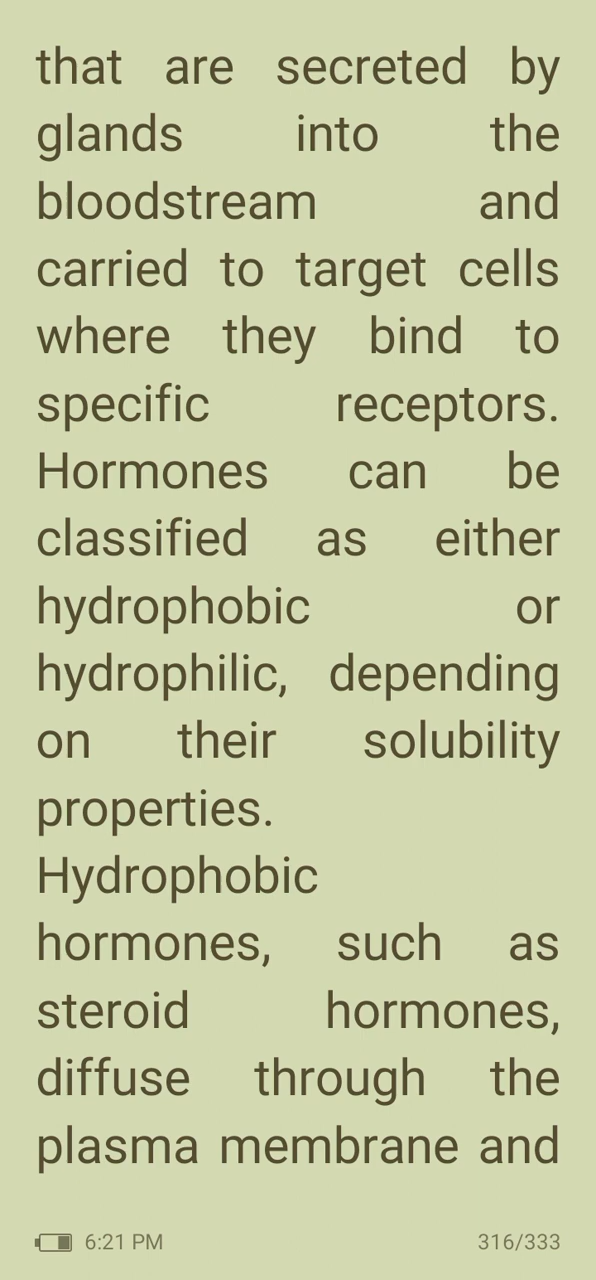 that are secreted by
glands into the
bloodstream and
carried to target cells
where they bind to
specific receptors.
Hormones can be
classified as either
hydrophobic or
hydrophilic, depending
on their solubility
properties.
Hydrophobic
hormones, such as
steroid hormones,
diffuse through the
plasma membrane and
6:21 PM 316/333